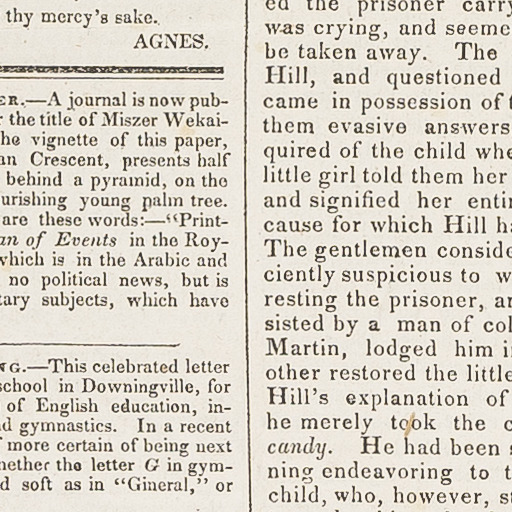 thy mercy's sake.
AGNES.
ER.—A journal is now pub-
the title of Miszer Wekai-
he vignette of this paper,
an Crescent, presents half
behind a pyramid, on the
urishing young palm tree.
are these words:—"Print-
an of Events in the Roy-
which is in the Arabic and
no political news, but is
tary subjects, which have
NG.—This celebrated letter
school in Downingville, for
of English education, in-
d gymnastics. In a recent
more certain of being next
hether the letter G in gym-
d soft as in "Gineral," or
ed the prisoner carry
was crying, and seeme
be taken away. The
Hill, and questioned
came in possession of
them evasive answers
quired of the child whe
little girl told them her
and signified her entir
cause for which Hill ha
The gentlemen conside
ciently suspicious to w
resting the prisoner, an
sisted by a man of col
Martin, lodged him i
other restored the little
Hill's explanation of
he merely took the c
candy. He had been s
ning endeavoring to t
child, who, however, st